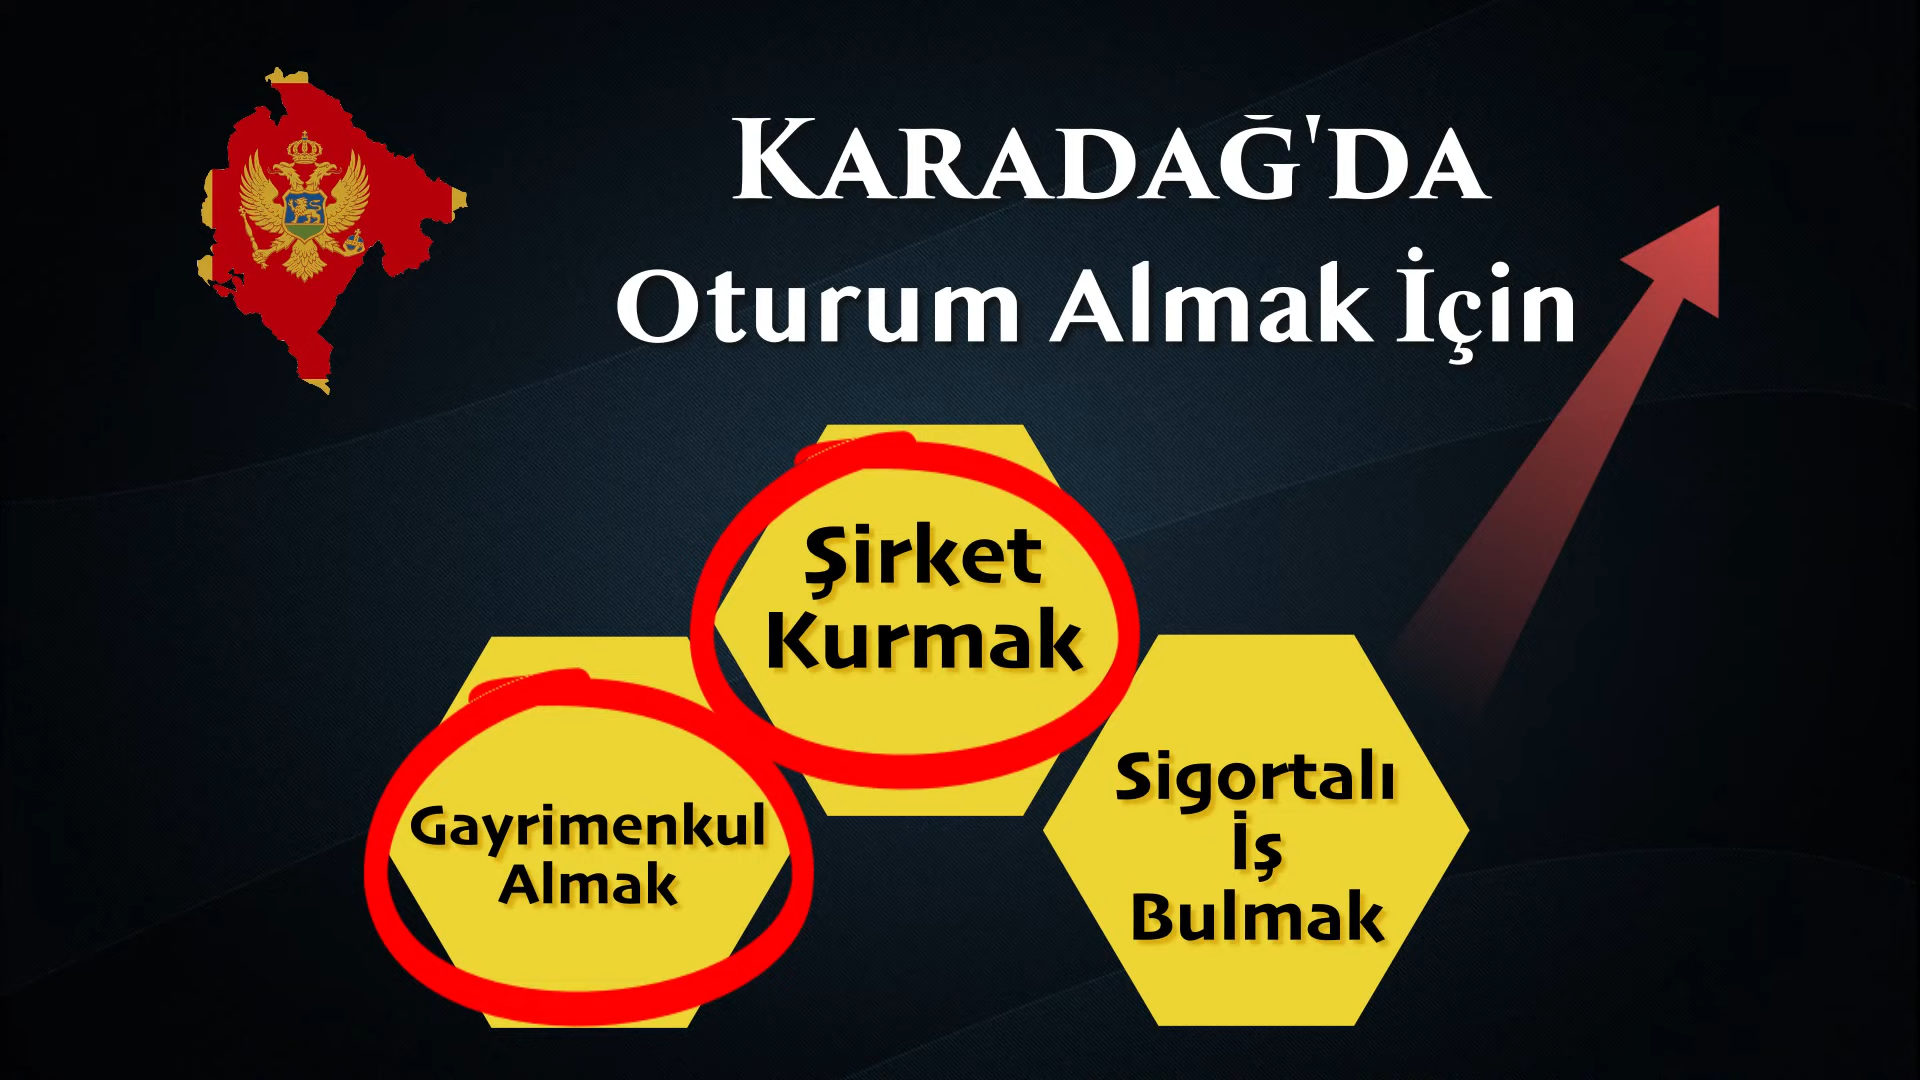 KARADAĞ'DA
Oturum Almak İçin
Şirket
Kurmak
Gayrimenkul
Almak
Sigortalı
İş
Bulmak